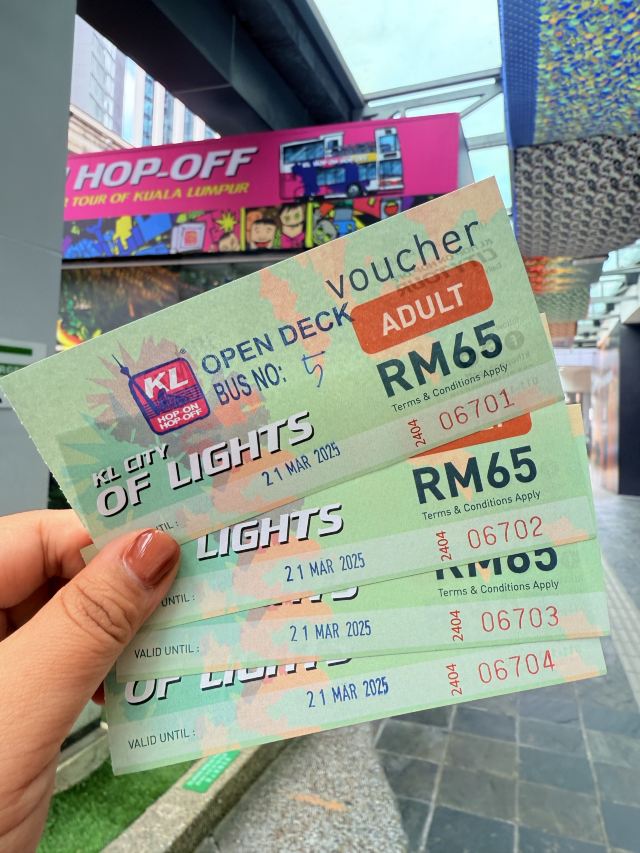 HOP-OFF
TOUR OF KUALA LUMPUR
voucher
ADULT
RM65
Terms & Conditions Apply
OPEN DECK
BUS NO: 5
KL
HOP-ON
HOP-OFF
KL CITY
OF LIGHTS
21 MAR 2025
2404 06701
RM65
Terms & Conditions Apply
LIGHTS
21 MAR 2025
2404 06702
RM65
Terms & Conditions Apply
VALID UNTIL :
21 MAR 2025
2404 06703
OF LIGHTS
VALID UNTIL :
21 MAR 2025
2404 06704